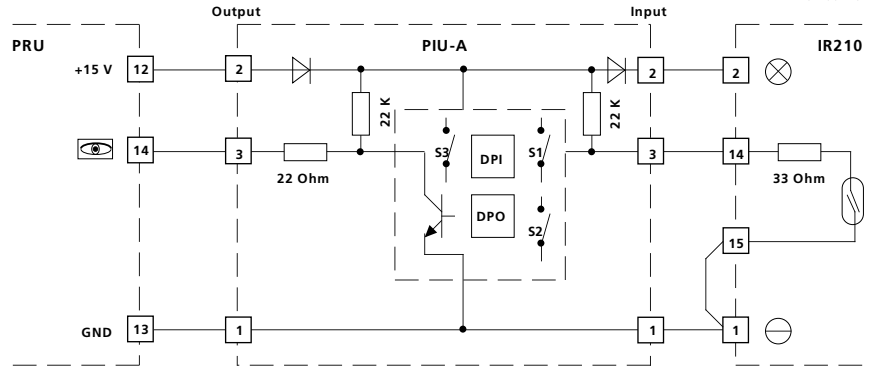 Output
Input
PRU
PIU-A
IR210
+15 V
12
2
2
2
22 K
22 K
14
3
S3
DPI
S1
3
14
22 Ohm
33 Ohm
DPO
S2
15
GND
13
1
1
1